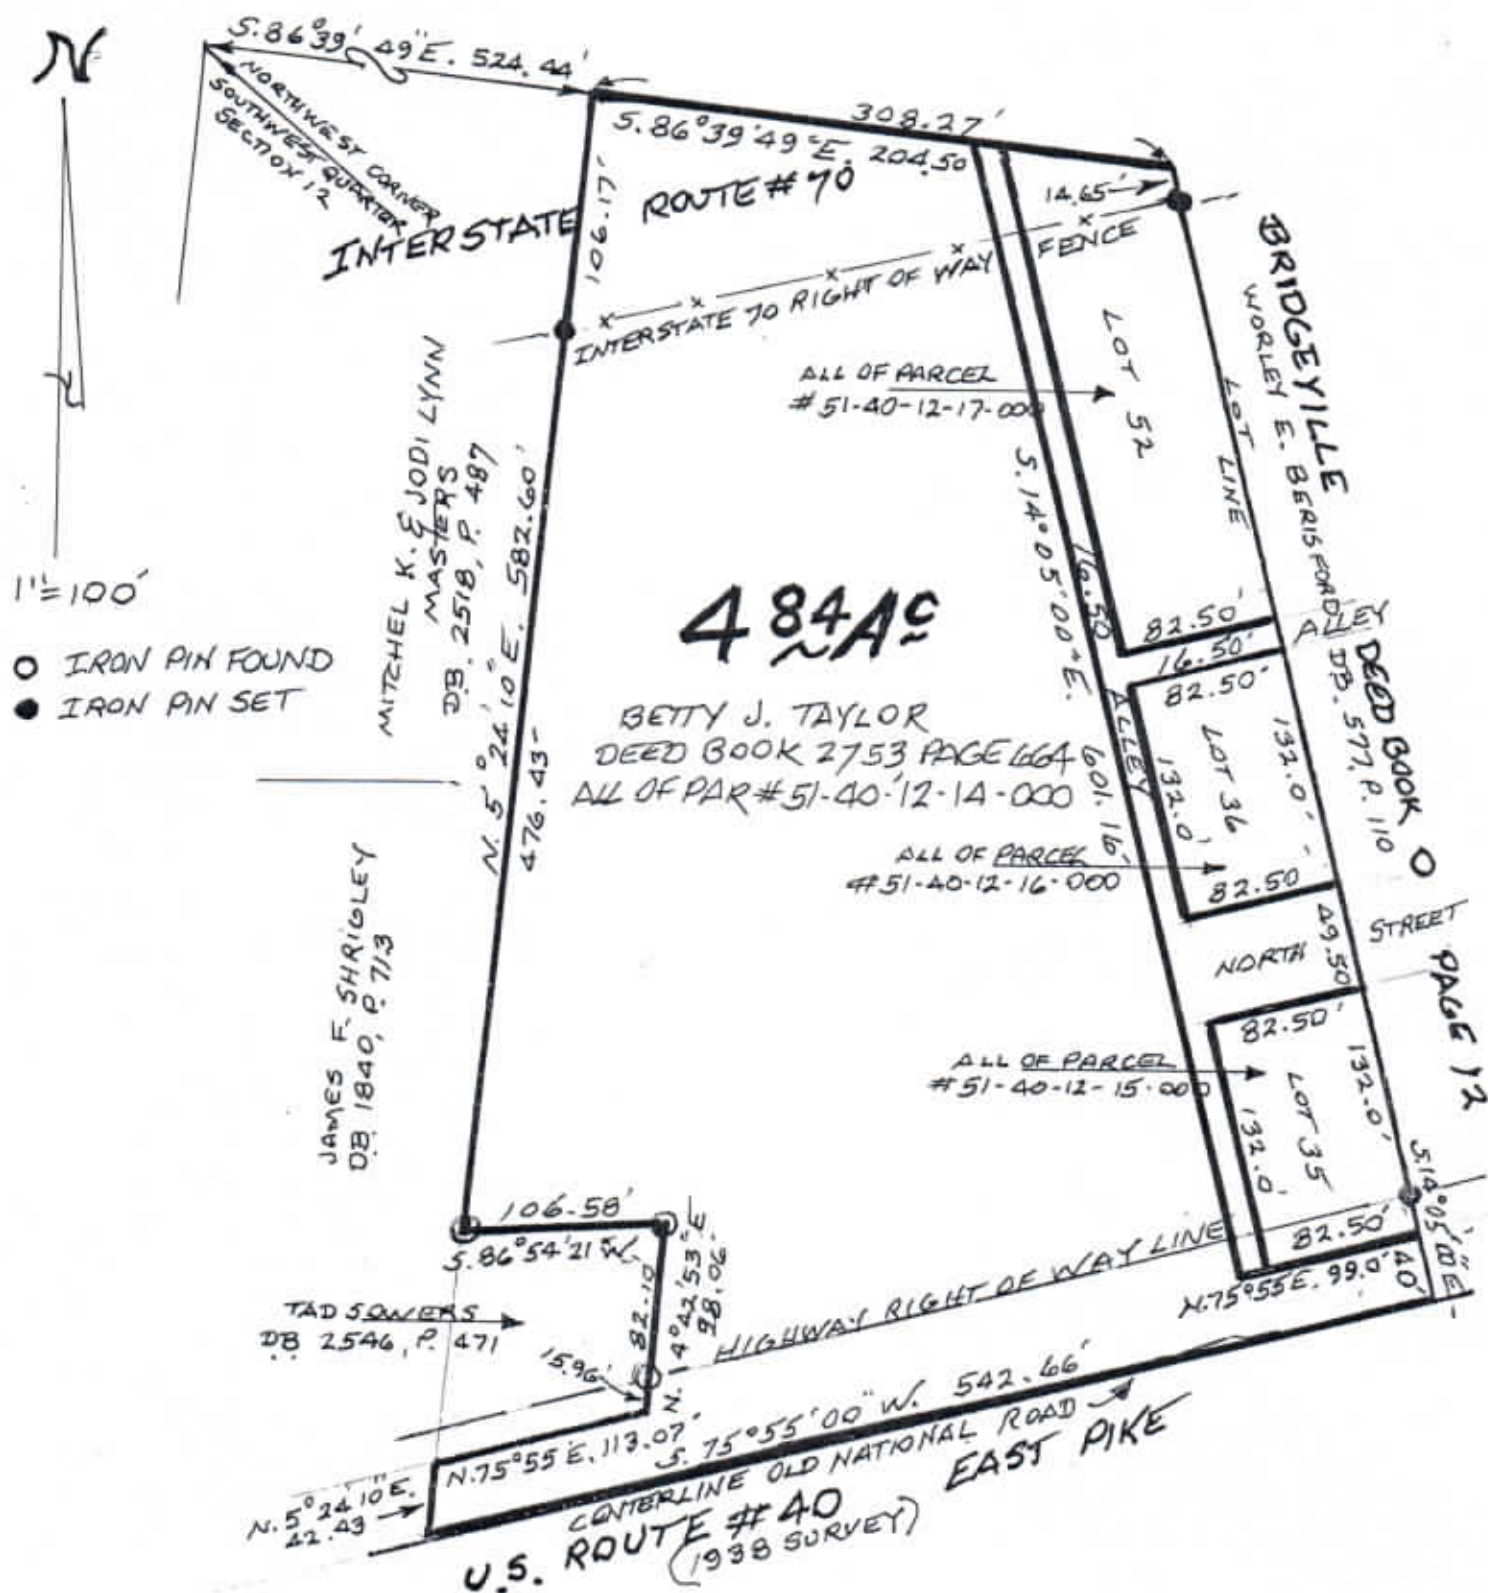 N
S.86°39'49"E. 524.44'
NORTHWEST CORNER
SOUTHWEST QUARTER
SECTION 12
308.27'
S.86°39'49"E. 204.50
INTERSTATE ROUTE #70
106.17'
14.65'
FENCE
INTERSTATE 70 RIGHT OF WAY
BRIDGEVILLE
WORLEY E. BERISFORD
DB. 577, P. 110
LOT LINE
LOT 52
ALL OF PARCEL
#51-40-12-17-000
MITCHEL K. & JODI LYNN
MASTERS
DB. 2518, P. 487
N. 5°24'10"E. 582.60'
476.43-
S. 14°05'00"E. 601.16'
16.50
1"=100'
IRON PIN FOUND
IRON PIN SET
4 84 Ac
82.50'
ALLEY
16.50'
82.50'
BETTY J. TAYLOR
DEED BOOK 2753 PAGE 664
ALL OF PAR#51-40-12-14-000
ALLEY
132.0'
LOT 36
132.0'
DEED BOOK O
PAGE 12
ALL OF PARCEL
#51-40-12-16-000
82.50
JAMES F. SHRIGLEY
DB. 1840, P. 713
NORTH STREET
49.50
82.50'
ALL OF PARCEL
#51-40-12-15-000
132.0'
LOT 35
132.0'
S.14°05'00"E
106.58'
S.86°54'21"W.
82.50'
40'
N.75°55E. 99.0'
HIGHWAY RIGHT OF WAY LINE
TAD SOWERS
DB 2546, P. 471
82.10
N. 4°42'53"E
98.06-
15.96'
N.75°55E. 113.07'
S. 75°55'00"W. 542.66'
N.5°24'10"E.
42.43
CENTERLINE OLD NATIONAL ROAD
U.S. ROUTE #40 EAST PIKE
(1938 SURVEY)